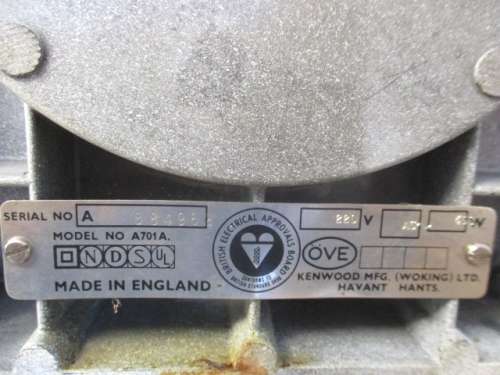 SERIAL NO A
V
MODEL NO A701A.
N D S UL
BRITISH ELECTRICAL APPROVALS BOARD
ÖVE
MADE IN ENGLAND
KENWOOD MFG. (WOKING) LTD.
HAVANT HANTS.